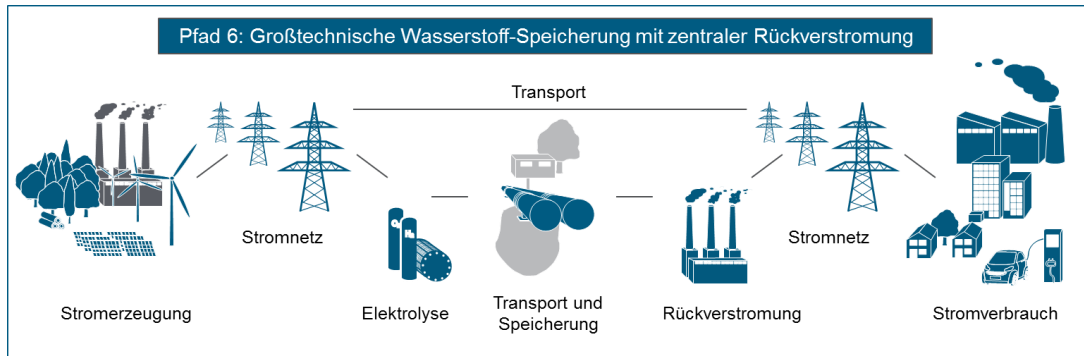 Pfad 6: Großtechnische Wasserstoff-Speicherung mit zentraler Rückverstromung
Transport
Stromnetz
Stromnetz
Stromerzeugung
Elektrolyse
Transport und
Speicherung
Rückverstromung
Stromverbrauch